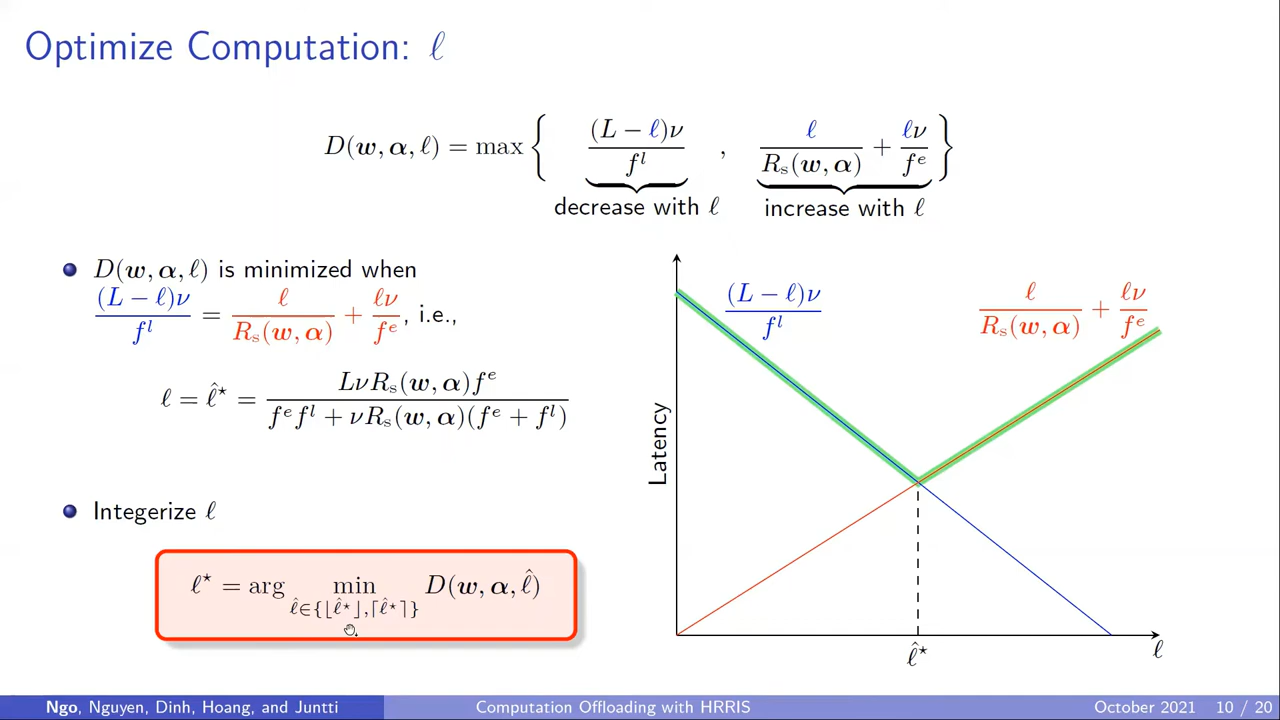 Optimize Computation: ℓ
D(w, α, ℓ) = max { (L − ℓ)ν / f^l , ℓ / R_s(w, α) + ℓν / f^e }
decrease with ℓ increase with ℓ
D(w, α, ℓ) is minimized when
(L − ℓ)ν / f^l = ℓ / R_s(w, α) + ℓν / f^e, i.e.,
ℓ = ℓ̂⋆ = LνR_s(w, α)f^e / f^e f^l + νR_s(w, α)(f^e + f^l)
Integerize ℓ
ℓ⋆ = arg min D(w, α, ℓ̂)
ℓ̂∈{⌊ℓ̂⋆⌋,⌈ℓ̂⋆⌉}
(L − ℓ)ν / f^l
ℓ / R_s(w, α) + ℓν / f^e
Latency
ℓ̂⋆
ℓ
Ngo, Nguyen, Dinh, Hoang, and Juntti Computation Offloading with HRRIS October 2021 10 / 20